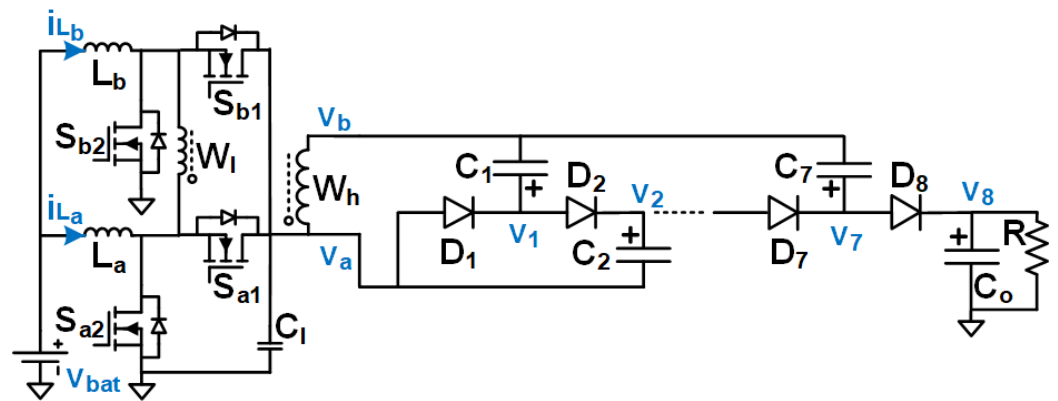 iLb
Lb
Sb1
Sb2
Wl
Vb
Wh
C1
+
D2
V2
C7
+
D8
V8
iLa
La
Sa1
Va
D1
V1
+
C2
D7
V7
+
Co
R
Sa2
Cl
+
Vbat